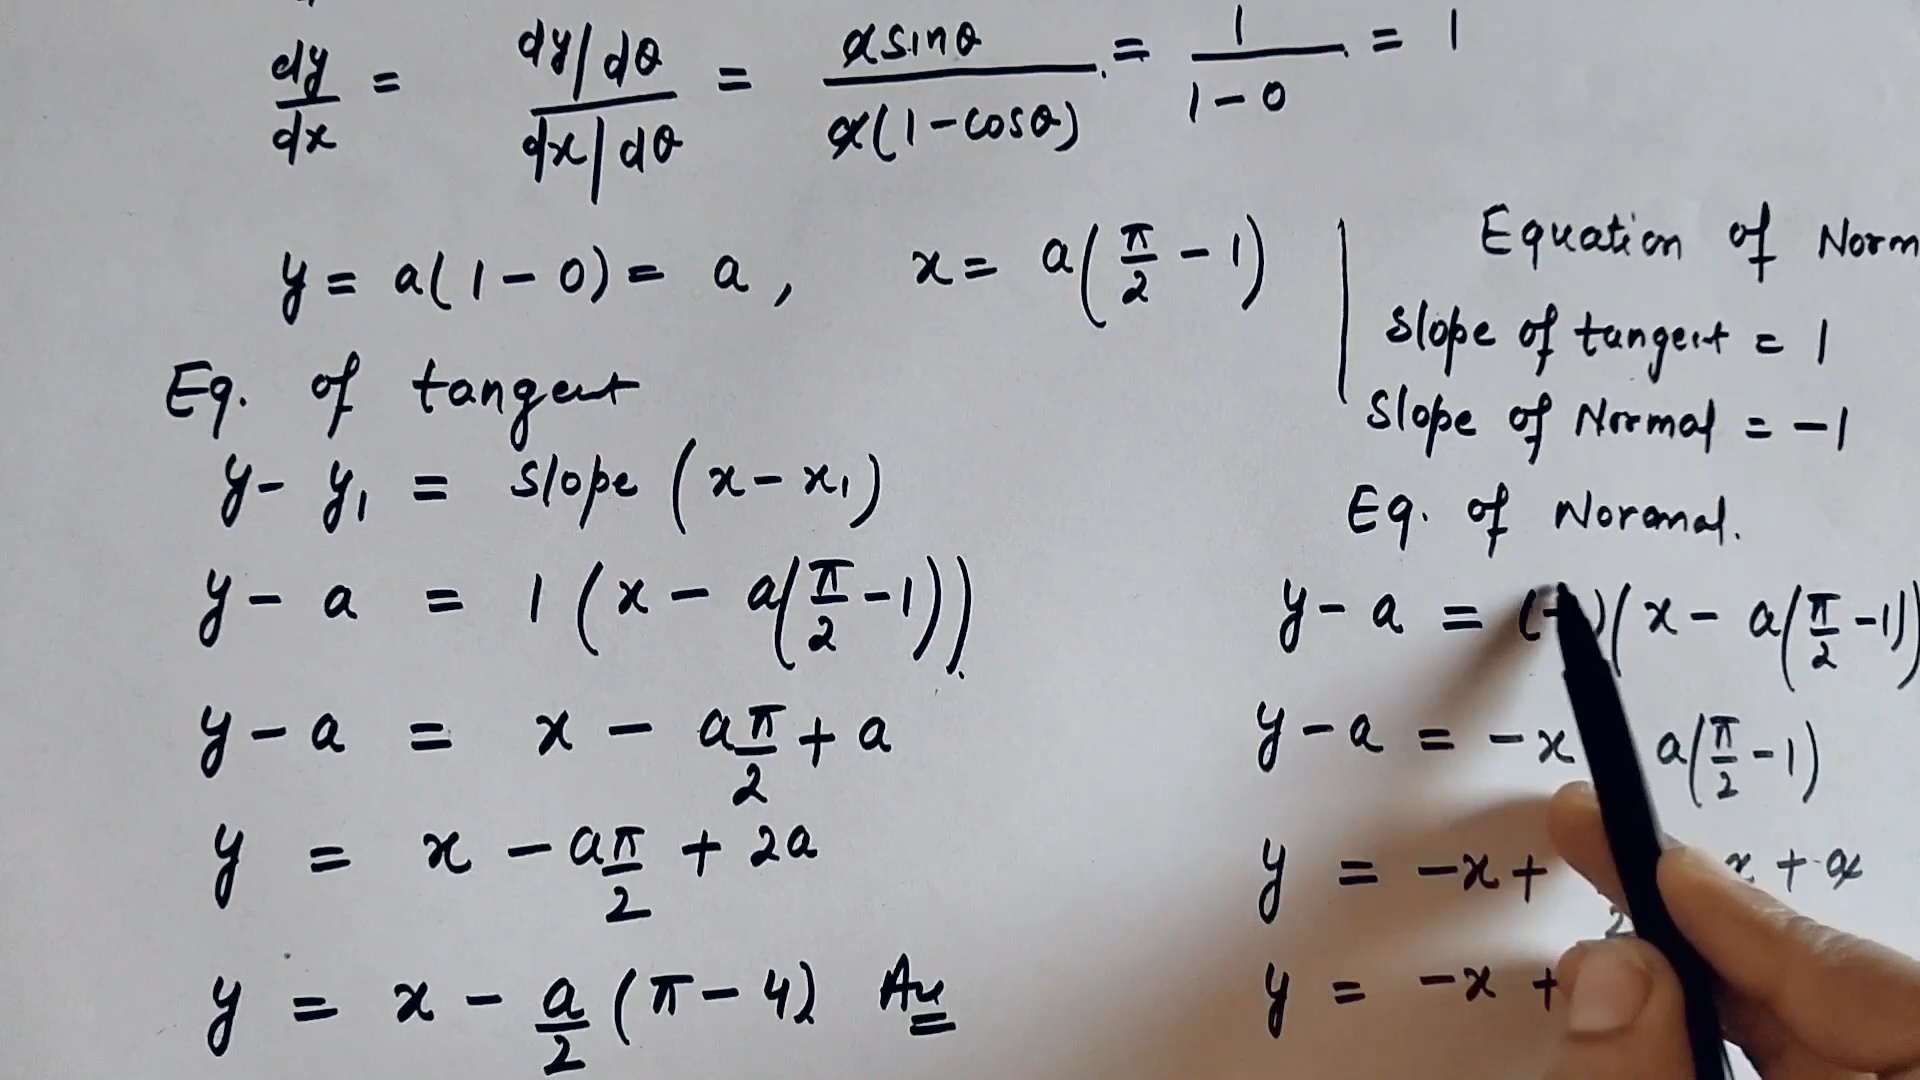 dy/dx = dy/dθ / dx/dθ = a sinθ / a(1-cosθ) = 1 / 1-0 = 1
y = a(1-0) = a, x = a(π/2 - 1)
Eq. of tangent
y - y₁ = slope (x - x₁)
y - a = 1 (x - a(π/2 - 1))
y - a = x - aπ/2 + a
y = x - aπ/2 + 2a
y = x - a/2 (π - 4) Ans
Equation of
Slope of tangent = 1
Slope of Normal = -1
Eq. of Normal.
y - a = ( )(x - a(π/2 - 1))
y - a = -x a(π/2 - 1)
y = -x + 2 + a
y = -x +